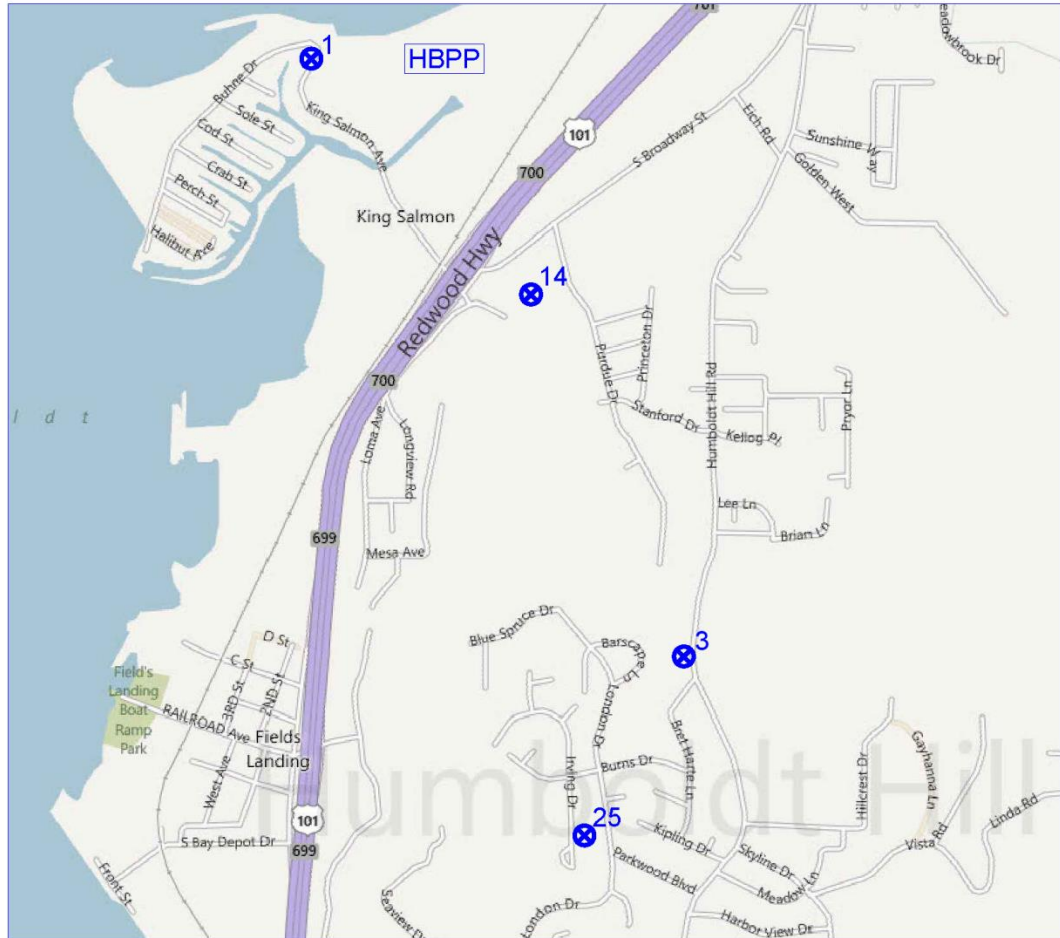 701
Meadowbrook Dr
1
HBPP
Buhne Dr
King Salmon Ave
Sole St
Cod St
Crab St
Perch St
Halibut Ave
101
S Broadway St
Eich Rd
Sunshine Way
Golden West
700
King Salmon
Redwood Hwy
14
Princeton Dr
Purdue Dr
Humboldt Hill Rd
700
l d t
Stanford Dr
Kellog Pl
Pryor Ln
Loma Ave
Longview Rd
Lee Ln
Brian Ln
699
Mesa Ave
Blue Spruce Dr
Barscape Ln
3
D St
C St
Field's
Landing
Boat
Ramp
Park
3RD St
2ND St
RAILROAD Ave
London Dr
Bret Harte Ln
Fields
Landing
Burns Dr
Irving Dr
West Ave
Humboldt Hill
Hillcrest Dr
Gayhanna Ln
Linda Rd
101
25
Kipling Dr
S Bay Depot Dr
699
Parkwood Blvd
Skyline Dr
Vista Rd
Meadow Ln
Front St
Seaview Dr
London Dr
Harbor View Dr